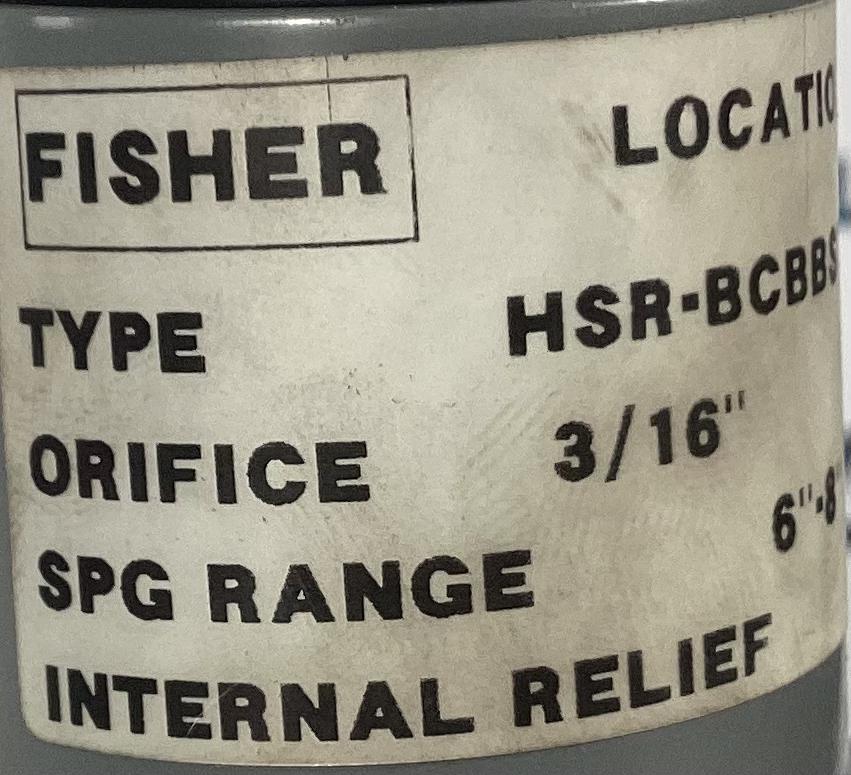 FISHER LOCATIO
TYPE HSR-BCBBS
ORIFICE 3/16"
SPG RANGE 6"-8
INTERNAL RELIEF